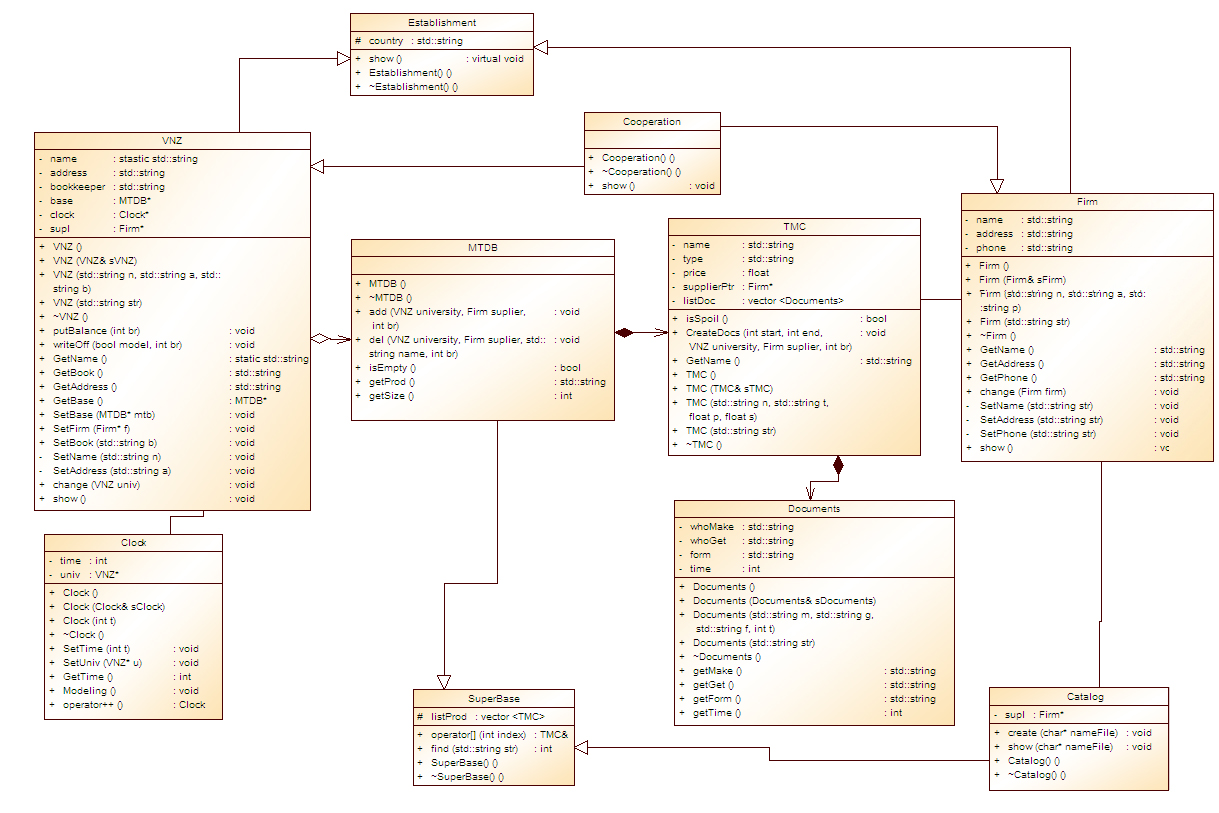 Establishment
# country : std::string
+ show () : virtual void
+ Establishment() ()
+ ~Establishment() ()
Cooperation
+ Cooperation() ()
+ ~Cooperation() ()
+ show () : void
VNZ
- name : stastic std::string
- address : std::string
- bookkeeper : std::string
- base : MTDB*
- clock : Clock*
- supl : Firm*
+ VNZ ()
+ VNZ (VNZ& sVNZ)
+ VNZ (std::string n, std::string a, std::
string b)
+ VNZ (std::string str)
+ ~VNZ ()
+ putBalance (int br) : void
+ writeOff (bool model, int br) : void
+ GetName () : static std::string
+ GetBook () : std::string
+ GetAddress () : std::string
+ GetBase () : MTDB*
+ SetBase (MTDB* mtb) : void
+ SetFirm (Firm* f) : void
+ SetBook (std::string b) : void
- SetName (std::string n) : void
- SetAddress (std::string a) : void
+ change (VNZ univ) : void
+ show () : void
MTDB
+ MTDB ()
+ ~MTDB ()
+ add (VNZ university, Firm suplier, : void
int br)
+ del (VNZ university, Firm suplier, std:: : void
string name, int br)
+ isEmpty () : bool
+ getProd () : std::string
+ getSize () : int
TMC
- name : std::string
- type : std::string
- price : float
- supplierPtr : Firm*
- listDoc : vector <Documents>
+ isSpoil () : bool
+ CreateDocs (int start, int end, : void
VNZ university, Firm suplier, int br)
+ GetName () : std::string
+ TMC ()
+ TMC (TMC& sTMC)
+ TMC (std::string n, std::string t,
float p, float s)
+ TMC (std::string str)
+ ~TMC ()
Firm
- name : std::string
- address : std::string
- phone : std::string
+ Firm ()
+ Firm (Firm& sFirm)
+ Firm (std::string n, std::string a, std:
:string p)
+ Firm (std::string str)
+ ~Firm ()
+ GetName () : std::string
+ GetAddress () : std::string
+ GetPhone () : std::string
+ change (Firm firm) : void
- SetName (std::string str) : void
- SetAddress (std::string str) : void
- SetPhone (std::string str) : void
+ show () : vc
Clock
- time : int
- univ : VNZ*
+ Clock ()
+ Clock (Clock& sClock)
+ Clock (int t)
+ ~Clock ()
+ SetTime (int t) : void
+ SetUniv (VNZ* u) : void
+ GetTime () : int
+ Modeling () : void
+ operator++ () : Clock
Documents
- whoMake : std::string
- whoGet : std::string
- form : std::string
- time : int
+ Documents ()
+ Documents (Documents& sDocuments)
+ Documents (std::string m, std::string g,
std::string f, int t)
+ Documents (std::string str)
+ ~Documents ()
+ getMake () : std::string
+ getGet () : std::string
+ getForm () : std::string
+ getTime () : int
SuperBase
# listProd : vector <TMC>
+ operator[] (int index) : TMC&
+ find (std::string str) : int
+ SuperBase() ()
+ ~SuperBase() ()
Catalog
- supl : Firm*
+ create (char* nameFile) : void
+ show (char* nameFile) : void
+ Catalog() ()
+ ~Catalog() ()